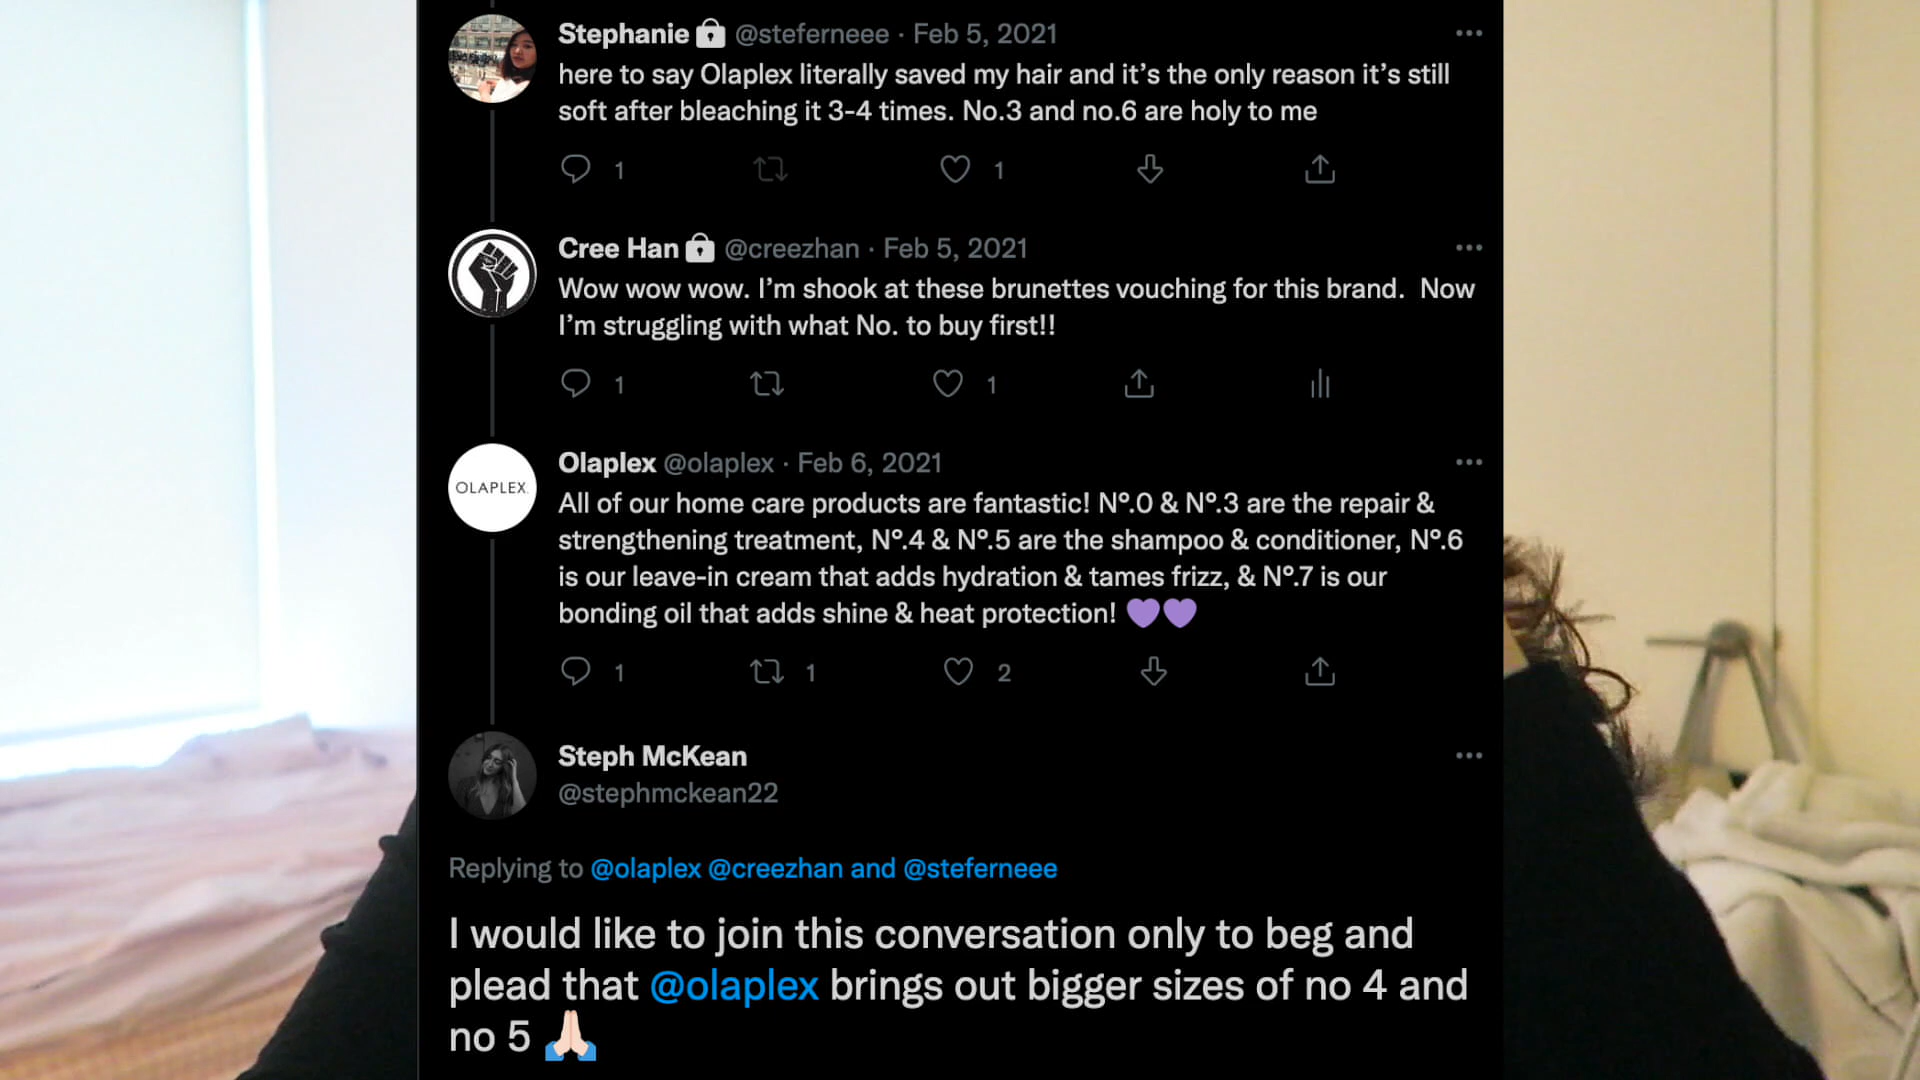 Stephanie @steferneee · Feb 5, 2021
here to say Olaplex literally saved my hair and it’s the only reason it’s still
soft after bleaching it 3-4 times. No.3 and no.6 are holy to me
1 1
Cree Han @creezhan · Feb 5, 2021
Wow wow wow. I’m shook at these brunettes vouching for this brand.  Now
I’m struggling with what No. to buy first!!
1 1
OLAPLEX.
Olaplex @olaplex · Feb 6, 2021
All of our home care products are fantastic! Nº.0 & Nº.3 are the repair &
strengthening treatment, Nº.4 & Nº.5 are the shampoo & conditioner, Nº.6
is our leave-in cream that adds hydration & tames frizz, & Nº.7 is our
bonding oil that adds shine & heat protection! 💜💜
1 1 2
Steph McKean
@stephmckean22
Replying to @olaplex @creezhan and @steferneee
I would like to join this conversation only to beg and
plead that @olaplex brings out bigger sizes of no 4 and
no 5 🙏🏻